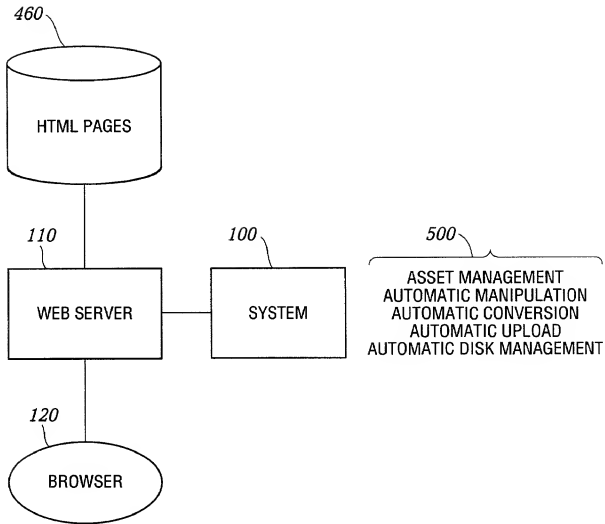 460
HTML PAGES
110
100
500
WEB SERVER
SYSTEM
ASSET MANAGEMENT
AUTOMATIC MANIPULATION
AUTOMATIC CONVERSION
AUTOMATIC UPLOAD
AUTOMATIC DISK MANAGEMENT
120
BROWSER